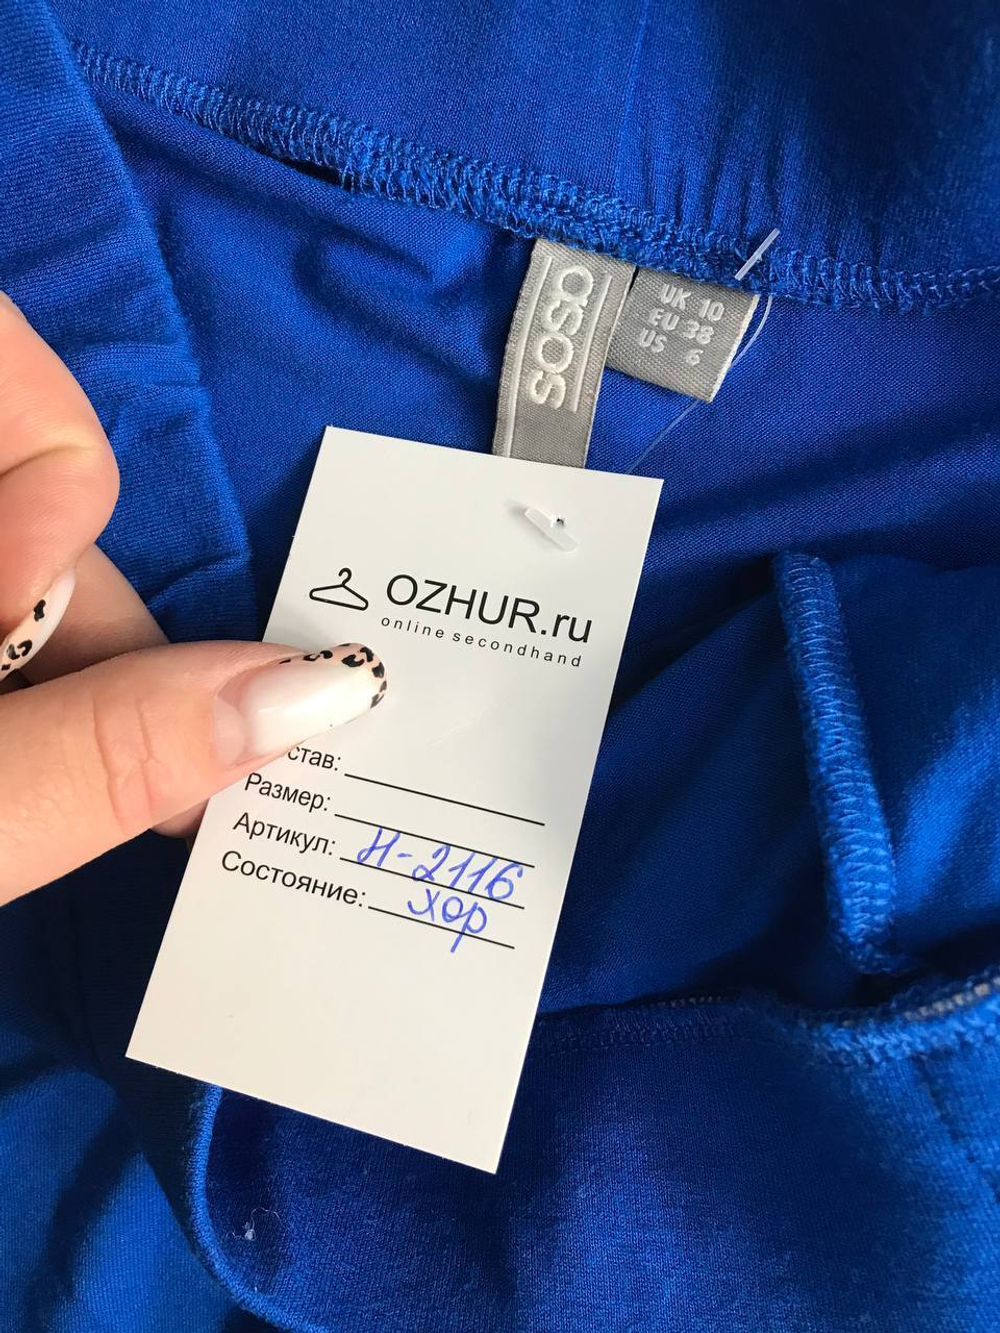 asos
UK 10
EU 38
US 6
OZHUR.ru
online secondhand
став:
Размер:
Артикул: Н-2116
Состояние: хор